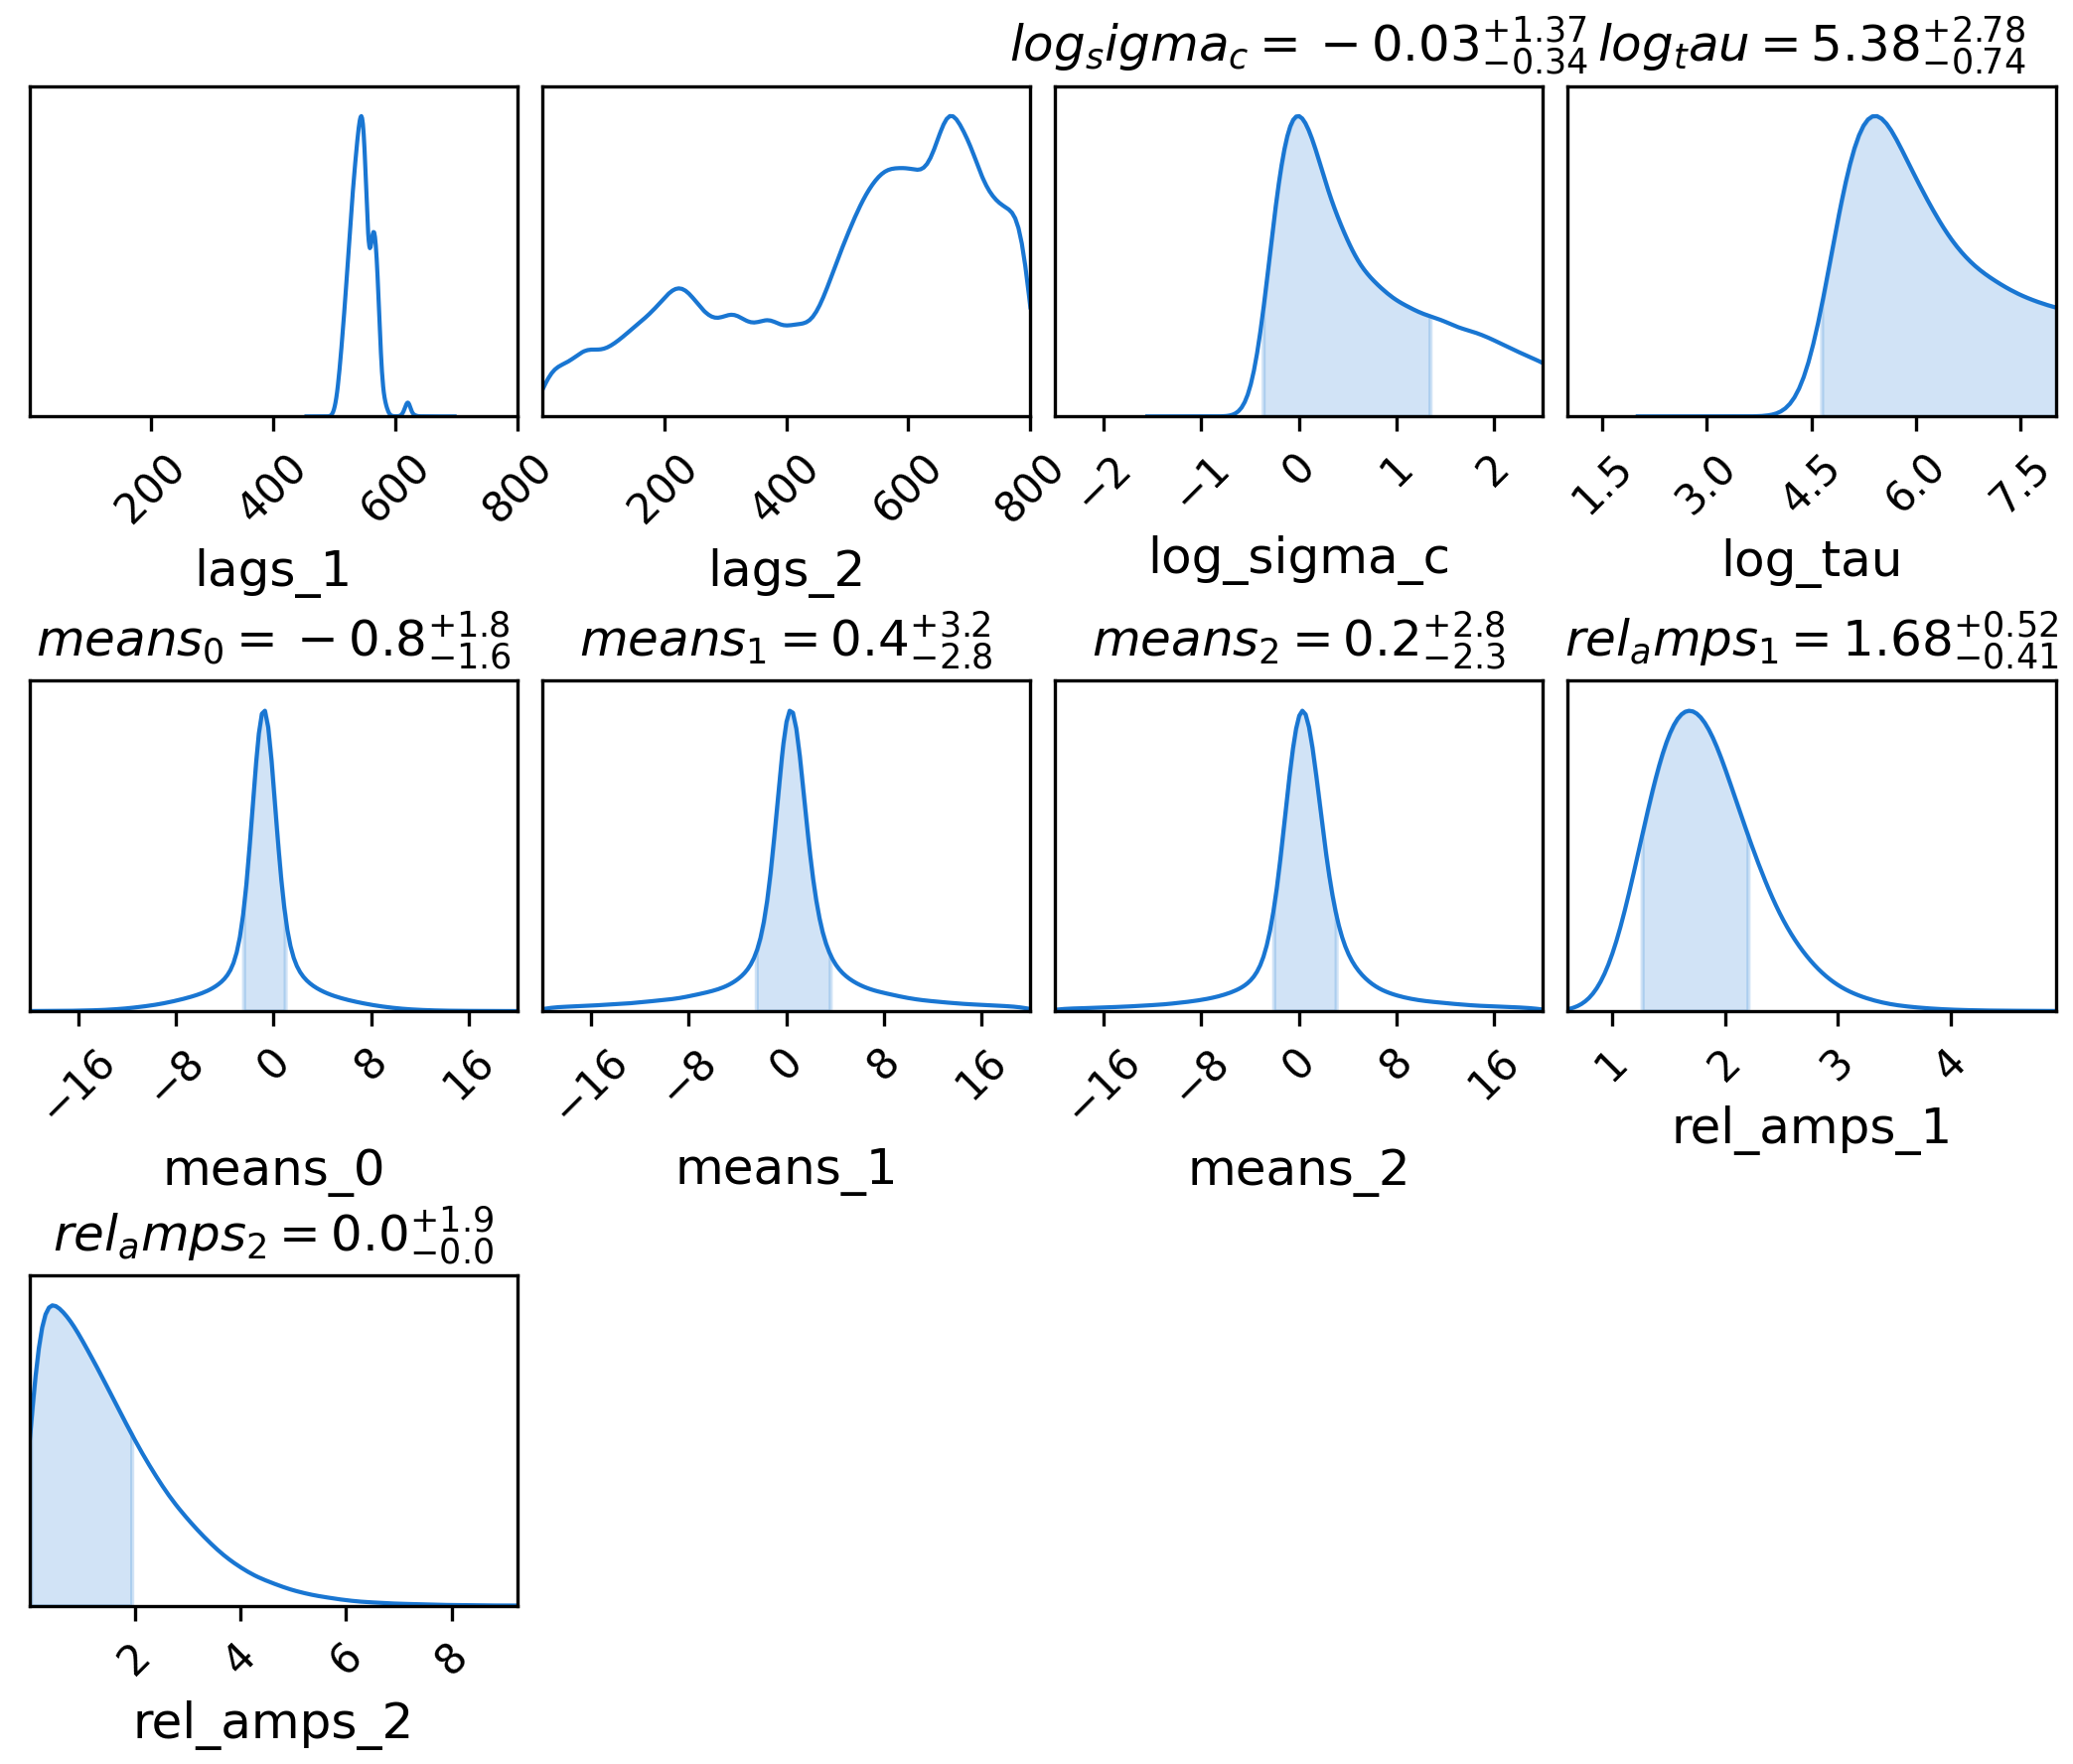 log_sigma_c = −0.03^{+1.37}_{−0.34} log_tau = 5.38^{+2.78}_{−0.74}
200 400 600 800 200 400 600 800 −2 −1 0 1 2 1.5 3.0 4.5 6.0 7.5
lags_1 lags_2 log_sigma_c log_tau
means_0 = −0.8^{+1.8}_{−1.6} means_1 = 0.4^{+3.2}_{−2.8} means_2 = 0.2^{+2.8}_{−2.3} rel_amps_1 = 1.68^{+0.52}_{−0.41}
−16 −8 0 8 16 −16 −8 0 8 16 −16 −8 0 8 16 1 2 3 4
means_0 means_1 means_2 rel_amps_1
rel_amps_2 = 0.0^{+1.9}_{−0.0}
2 4 6 8
rel_amps_2